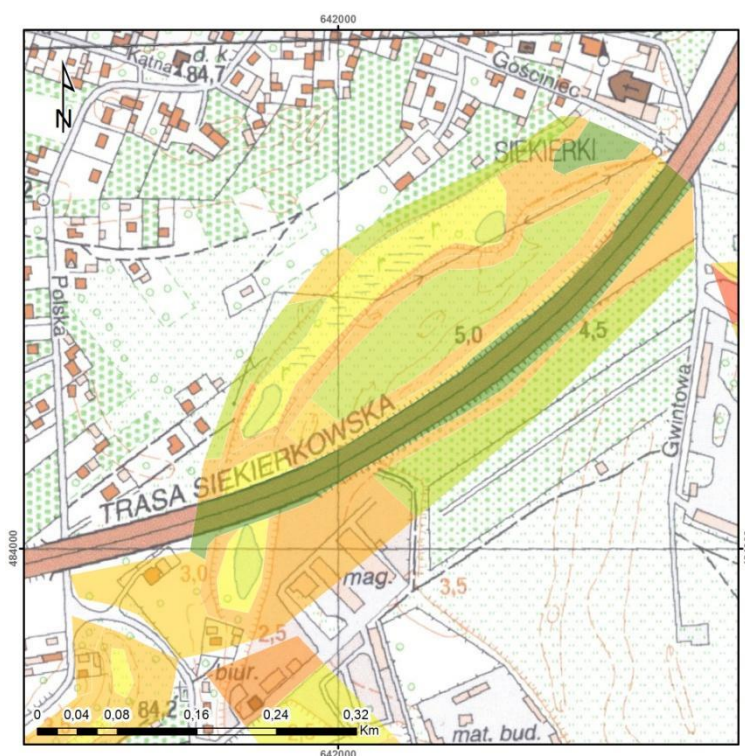 642000
Kątna
d. k.
84,7
Gościniec
N
SIEKIERKI
Polska
5,0
4,5
TRASA SIEKIERKOWSKA
Gwintowa
484000
3,0
mag.
3,5
2,5
biur.
84,2
mat. bud.
0 0,04 0,08 0,16 0,24 0,32
Km
642000